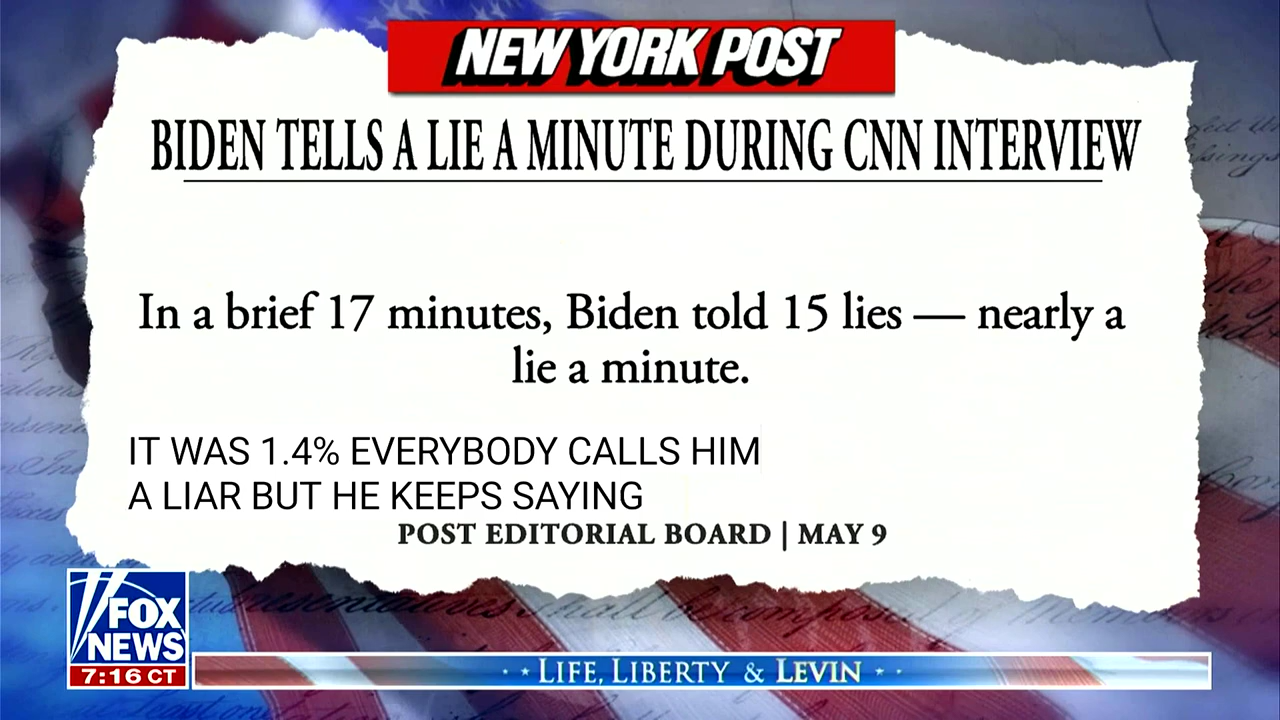 NEW YORK POST
BIDEN TELLS A LIE A MINUTE DURING CNN INTERVIEW
In a brief 17 minutes, Biden told 15 lies — nearly a
lie a minute.
IT WAS 1.4% EVERYBODY CALLS HIM
A LIAR BUT HE KEEPS SAYING
POST EDITORIAL BOARD | MAY 9
FOX
NEWS
7:16 CT
LIFE, LIBERTY & LEVIN